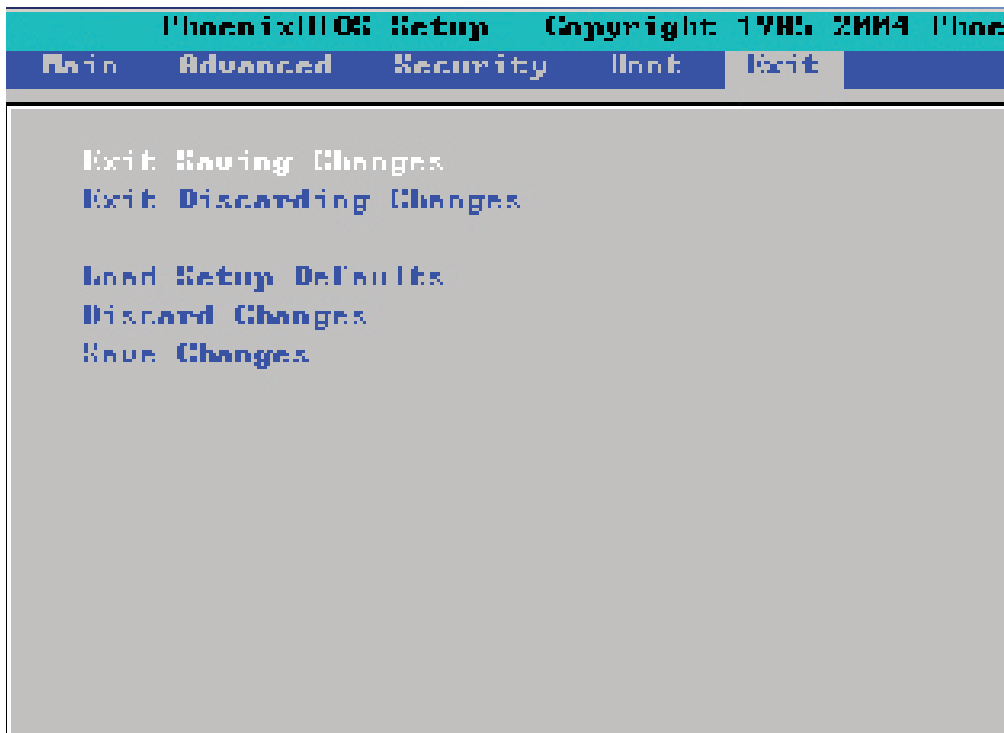 PhoenixBIOS Setup Copyright 1985-2004 Phoe
Main Advanced Security Boot Exit
Exit Saving Changes
Exit Discarding Changes
Load Setup Defaults
Discard Changes
Save Changes